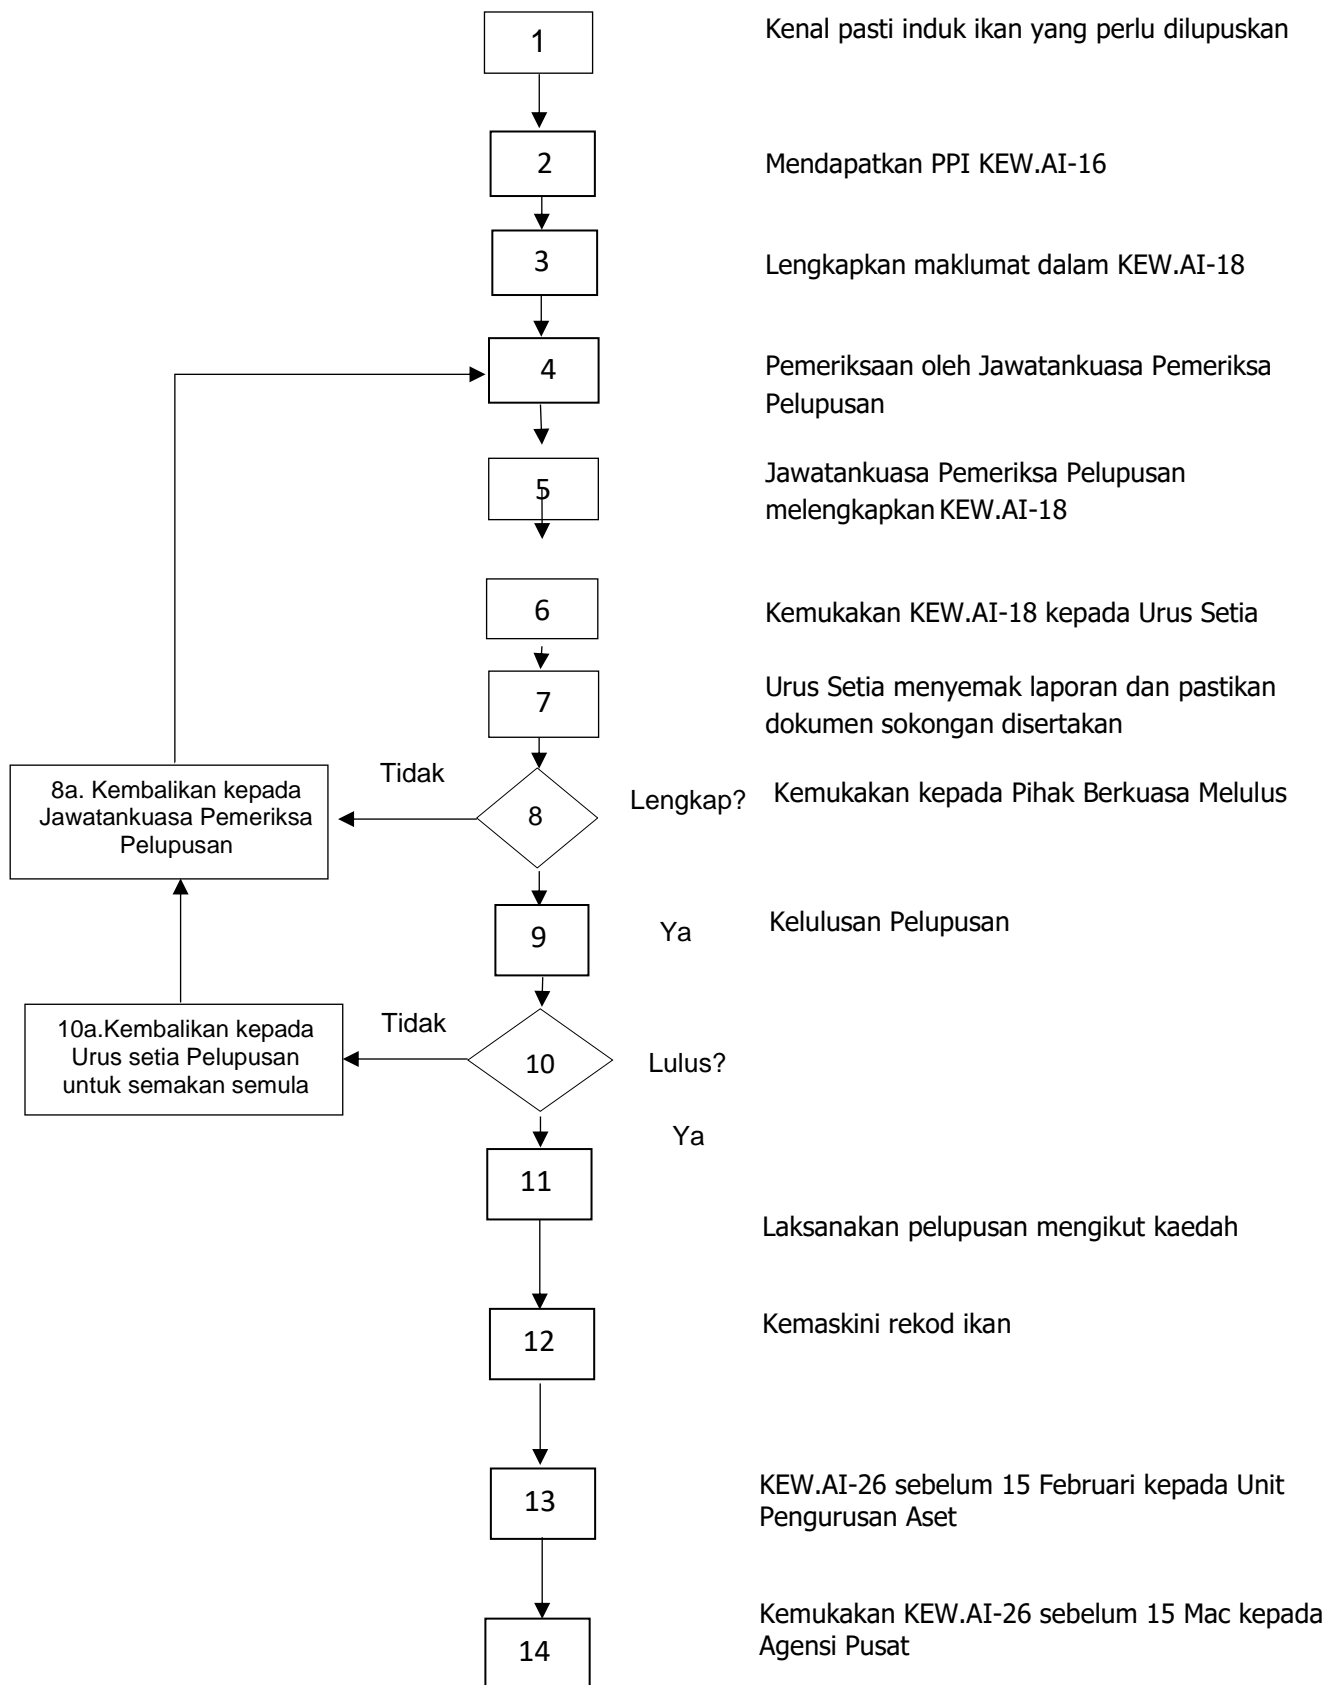 1
Kenal pasti induk ikan yang perlu dilupuskan
2
Mendapatkan PPI KEW.AI-16
3
Lengkapkan maklumat dalam KEW.AI-18
4
Pemeriksaan oleh Jawatankuasa Pemeriksa
Pelupusan
5
Jawatankuasa Pemeriksa Pelupusan
melengkapkan KEW.AI-18
6
Kemukakan KEW.AI-18 kepada Urus Setia
7
Urus Setia menyemak laporan dan pastikan
dokumen sokongan disertakan
8a. Kembalikan kepada
Jawatankuasa Pemeriksa
Pelupusan
Tidak
8
Lengkap?
Kemukakan kepada Pihak Berkuasa Melulus
9
Ya
Kelulusan Pelupusan
10a.Kembalikan kepada
Urus setia Pelupusan
untuk semakan semula
Tidak
10
Lulus?
Ya
11
Laksanakan pelupusan mengikut kaedah
12
Kemaskini rekod ikan
13
KEW.AI-26 sebelum 15 Februari kepada Unit
Pengurusan Aset
14
Kemukakan KEW.AI-26 sebelum 15 Mac kepada
Agensi Pusat